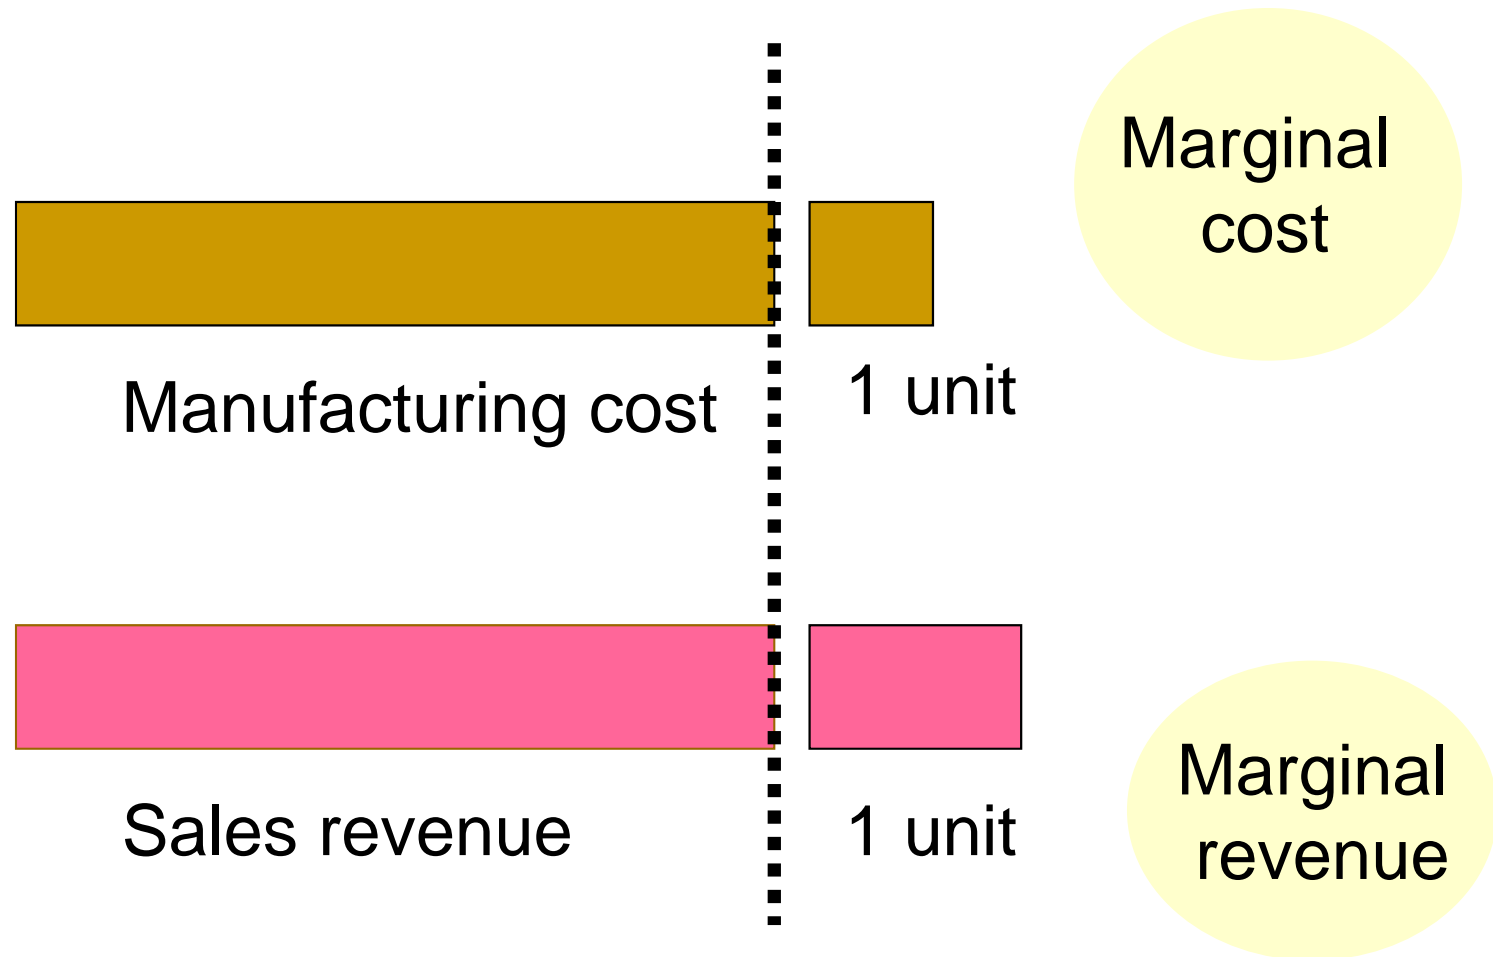 Marginal
cost
Manufacturing cost
1 unit
Sales revenue
1 unit
Marginal
revenue